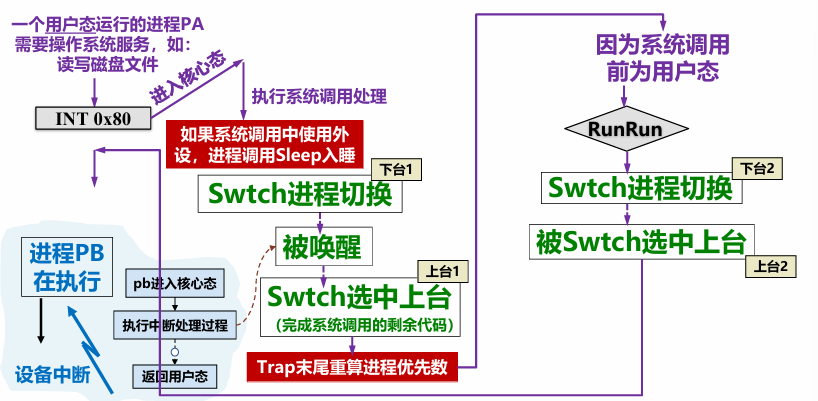 一个用户态运行的进程PA
需要操作系统服务，如：
读写磁盘文件
进入核心态
INT 0x80
执行系统调用处理
如果系统调用中使用外
设，进程调用Sleep入睡
下台1
Swtch进程切换
被唤醒
上台1
Swtch选中上台
（完成系统调用的剩余代码）
Trap末尾重算进程优先数
因为系统调用
前为用户态
RunRun
下台2
Swtch进程切换
被Swtch选中上台
上台2
进程PB
在执行
设备中断
pb进入核心态
执行中断处理过程
返回用户态